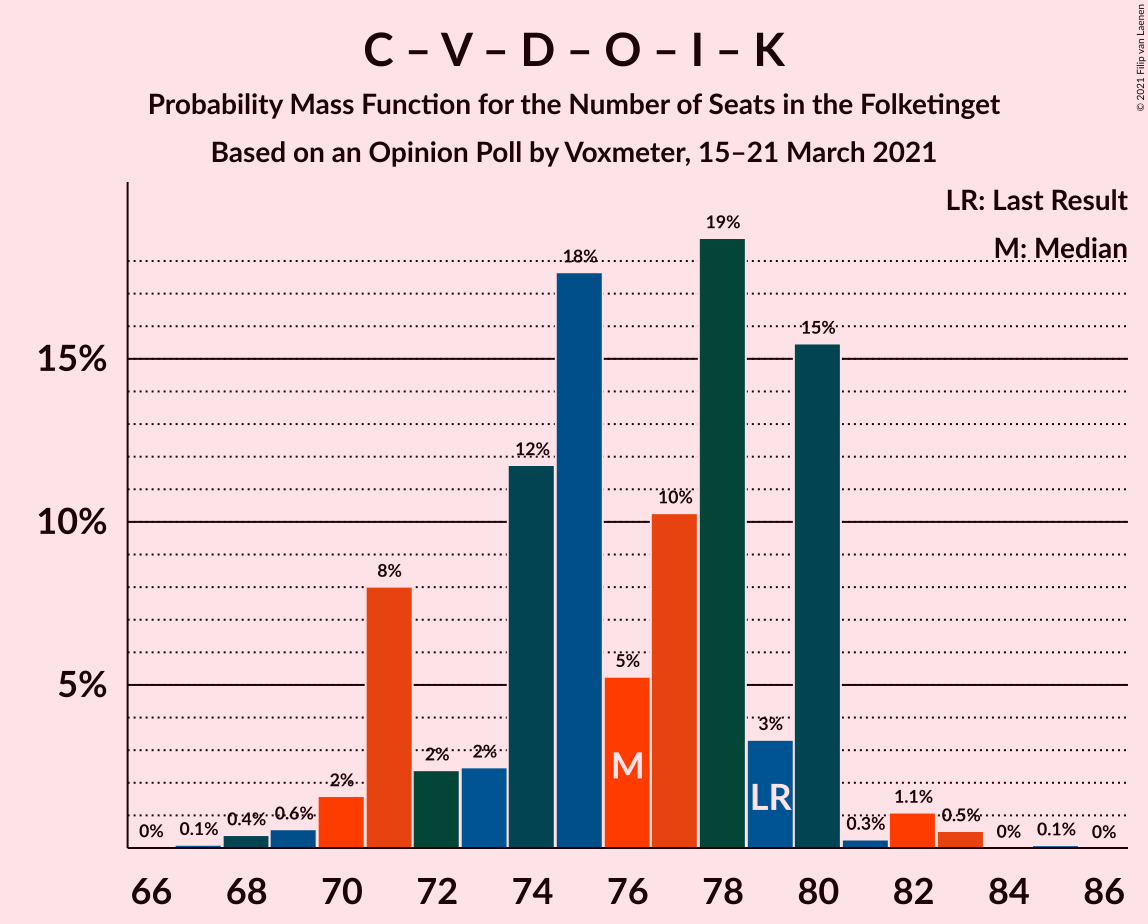 C – V – D – O – I – K
Probability Mass Function for the Number of Seats in the Folketinget
Based on an Opinion Poll by Voxmeter, 15–21 March 2021
© 2021 Filip van Laenen
LR: Last Result
M: Median
15%
10%
5%
0%
0.1%
0.4%
0.6%
2%
8%
2%
2%
12%
18%
5%
10%
19%
3%
15%
0.3%
1.1%
0.5%
0%
0.1%
0%
M
LR
66 68 70 72 74 76 78 80 82 84 86